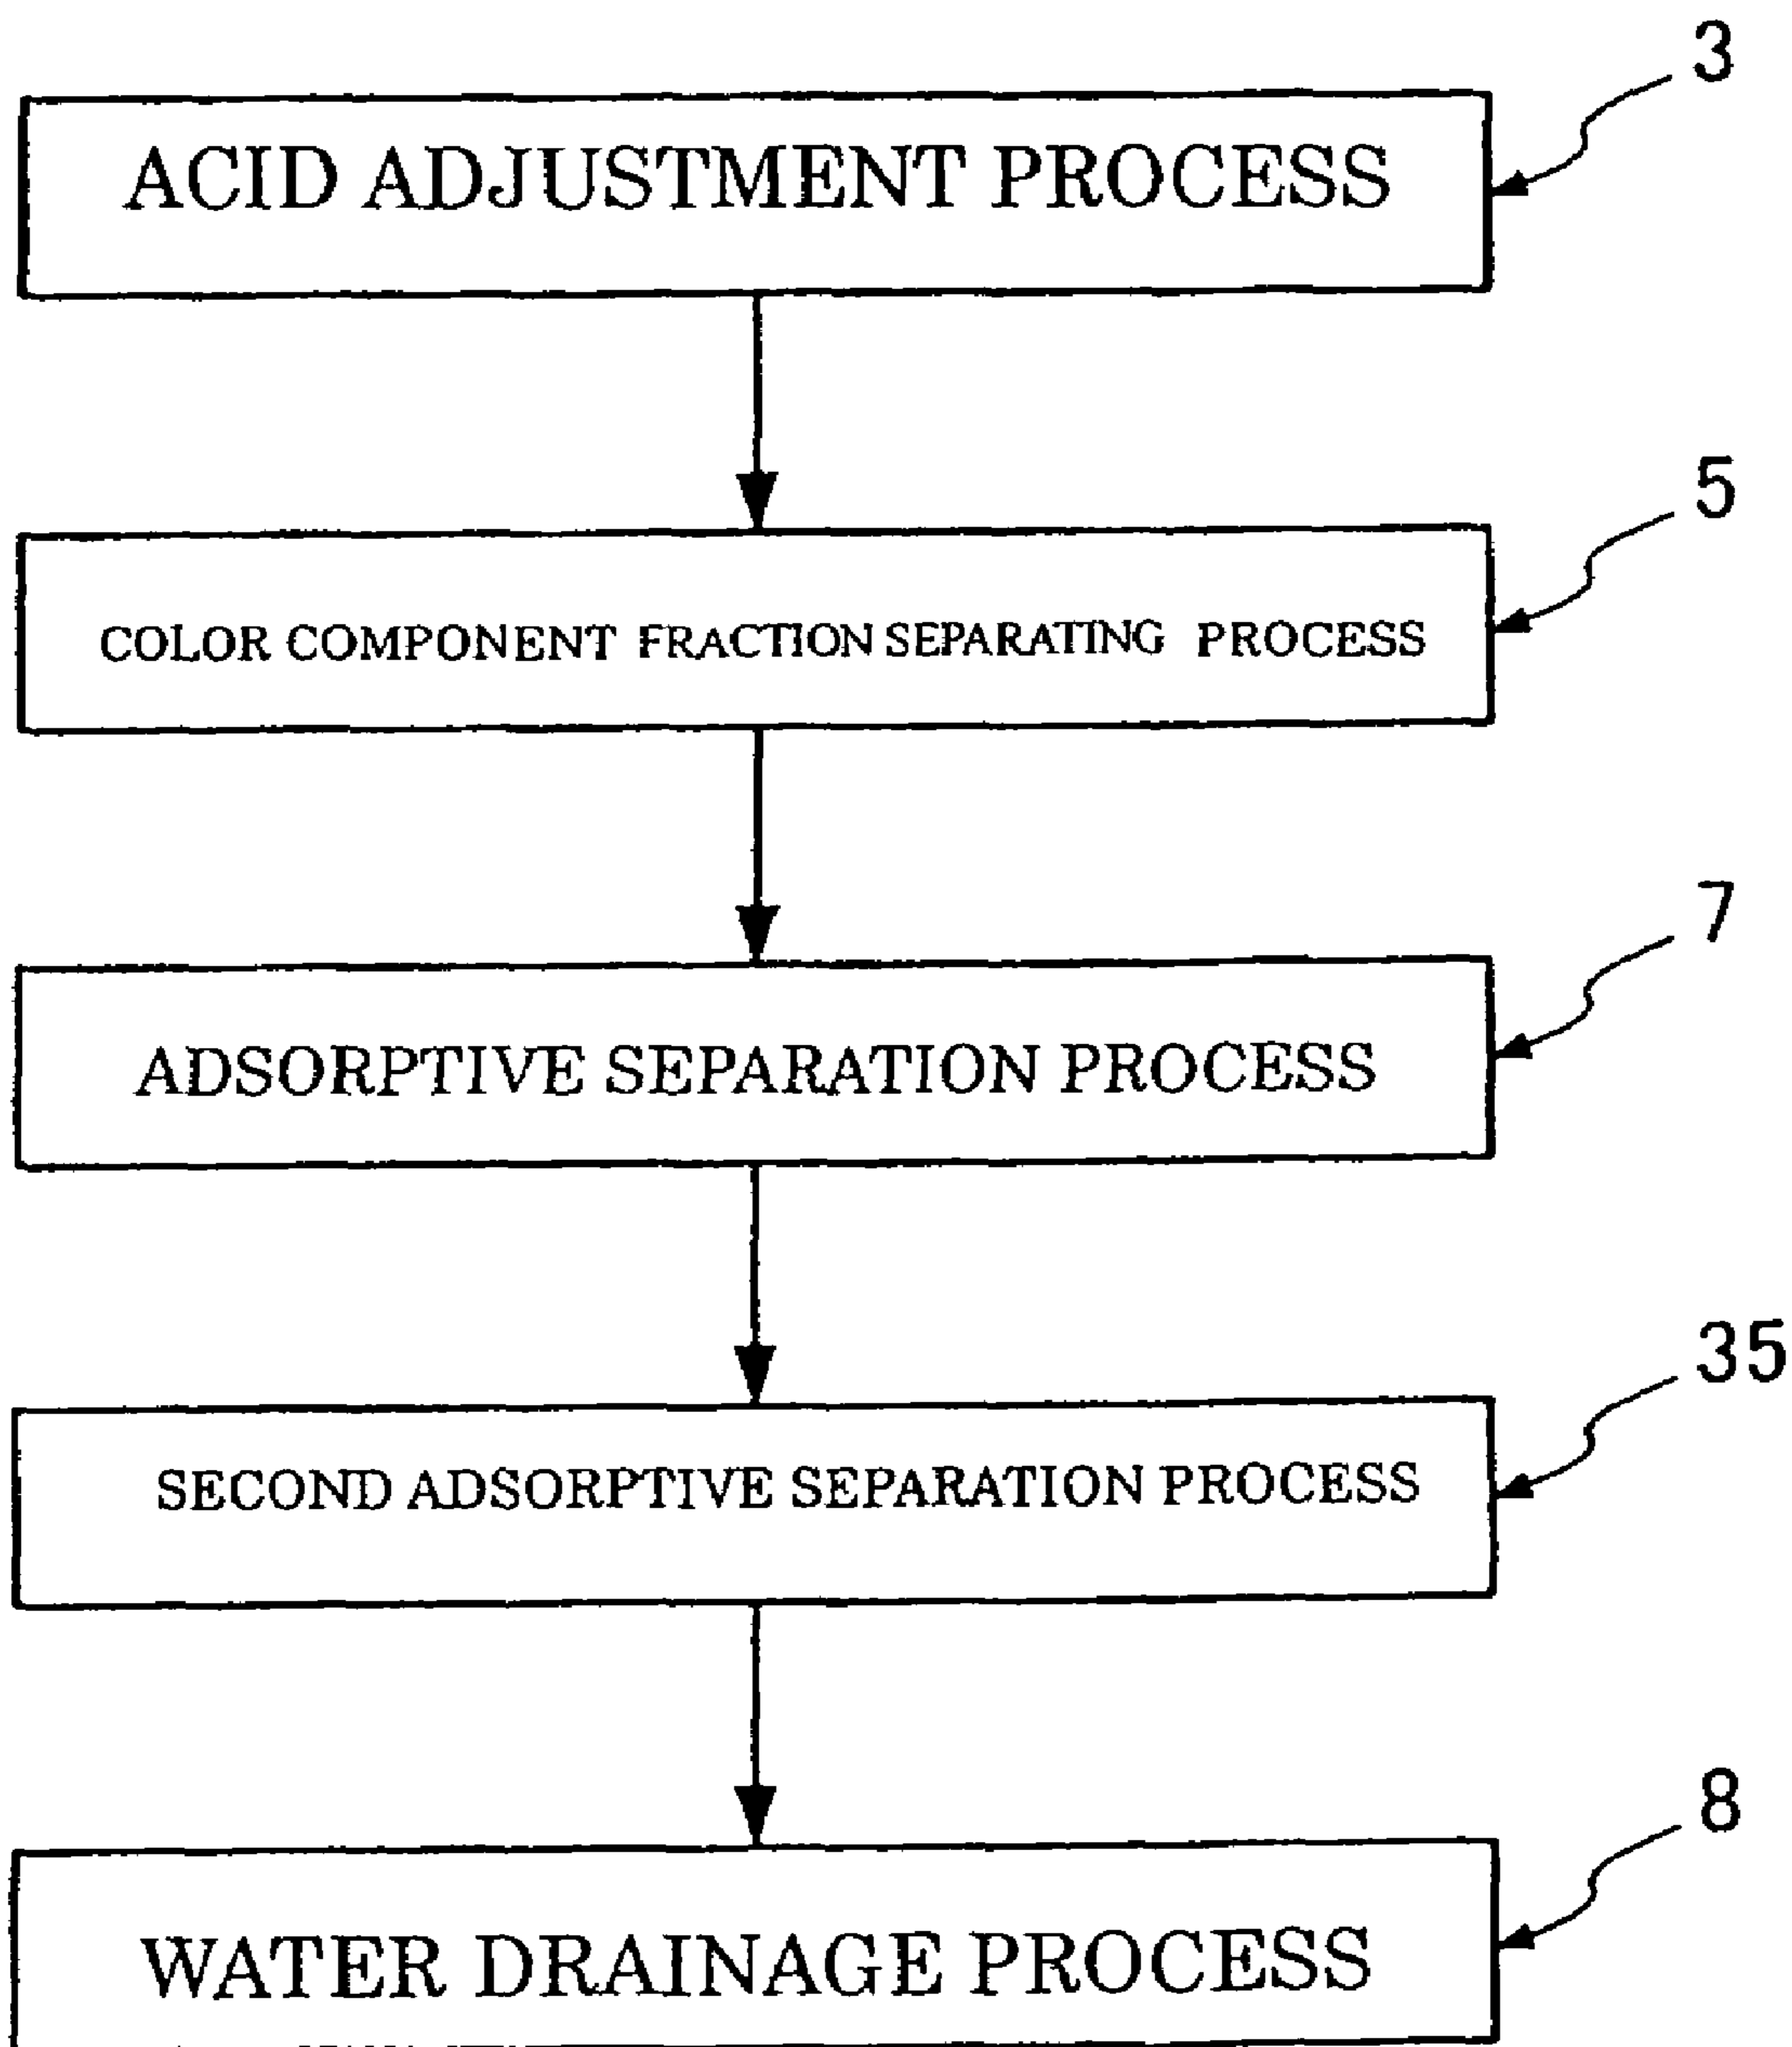 3
ACID ADJUSTMENT PROCESS
5
COLOR COMPONENT FRACTION SEPARATING PROCESS
7
ADSORPTIVE SEPARATION PROCESS
35
SECOND ADSORPTIVE SEPARATION PROCESS
8
WATER DRAINAGE PROCESS